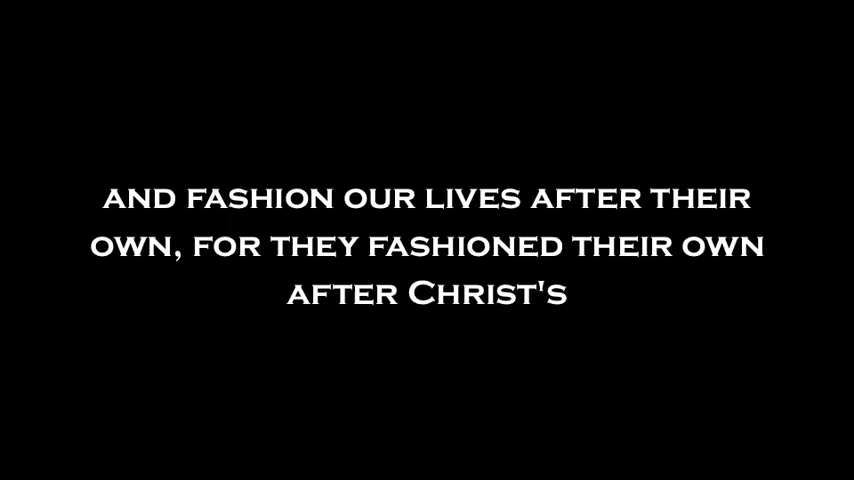 and fashion our lives after their
own, for they fashioned their own
after Christ's